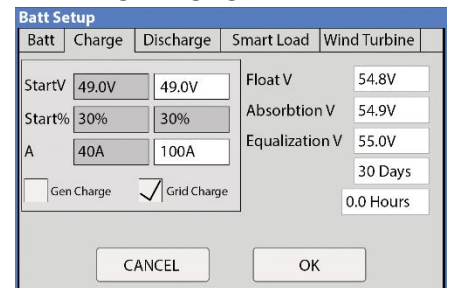 Batt Setup
Batt Charge Discharge Smart Load Wind Turbine
StartV 49.0V 49.0V
Start% 30% 30%
A 40A 100A
Gen Charge Grid Charge
Float V 54.8V
Absorbtion V 54.9V
Equalization V 55.0V
30 Days
0.0 Hours
CANCEL OK